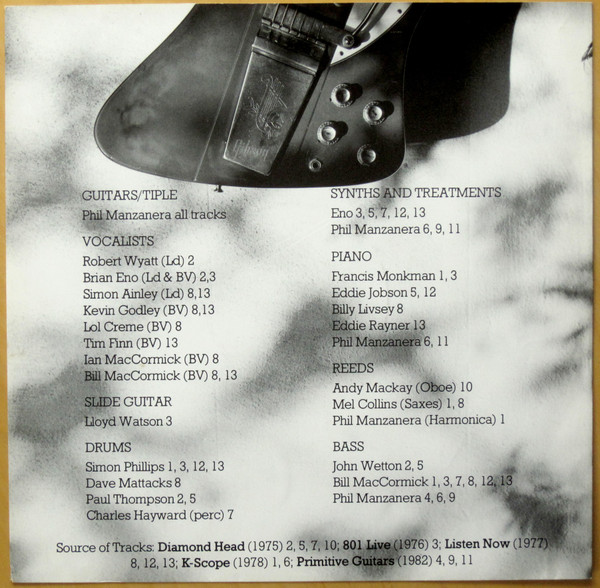 Gibson
GUITARS/TIPLE
Phil Manzanera all tracks
VOCALISTS
Robert Wyatt (Ld) 2
Brian Eno (Ld & BV) 2,3
Simon Ainley (Ld) 8,13
Kevin Godley (BV) 8,13
Lol Creme (BV) 8
Tim Finn (BV) 13
Ian MacCormick (BV) 8
Bill MacCormick (BV) 8, 13
SLIDE GUITAR
Lloyd Watson 3
DRUMS
Simon Phillips 1, 3, 12, 13
Dave Mattacks 8
Paul Thompson 2, 5
Charles Hayward (perc) 7
SYNTHS AND TREATMENTS
Eno 3, 5, 7, 12, 13
Phil Manzanera 6, 9, 11
PIANO
Francis Monkman 1, 3
Eddie Jobson 5, 12
Billy Livsey 8
Eddie Rayner 13
Phil Manzanera 6, 11
REEDS
Andy Mackay (Oboe) 10
Mel Collins (Saxes) 1, 8
Phil Manzanera (Harmonica) 1
BASS
John Wetton 2, 5
Bill MacCormick 1, 3, 7, 8, 12, 13
Phil Manzanera 4, 6, 9
Source of Tracks: Diamond Head (1975) 2, 5, 7, 10; 801 Live (1976) 3; Listen Now (1977)
8, 12, 13; K-Scope (1978) 1, 6; Primitive Guitars (1982) 4, 9, 11